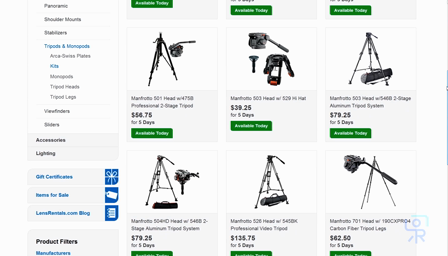 Panoramic
Shoulder Mounts
Stabilizers
Tripods & Monopods
Arca-Swiss Plates
Kits
Monopods
Tripod Heads
Tripod Legs
Viewfinders
Sliders
Accessories
Lighting
Gift Certificates
Items for Sale
LensRentals.com Blog
Product Filters
Manufacturers
Available Today
Available Today
Available Today
Manfrotto 501 Head w/475B
Professional 2-Stage Tripod
$56.75
for 5 Days
Available Today
Manfrotto 503 Head w/ 529 Hi Hat
$39.25
for 5 Days
Available Today
Manfrotto 503 Head w/546B 2-Stage
Aluminum Tripod System
$79.25
for 5 Days
Available Today
Manfrotto 504HD Head w/ 546B 2-
Stage Aluminum Tripod System
$79.25
for 5 Days
Manfrotto 526 Head w/ 545BK
Professional Video Tripod
$135.75
for 5 Days
Manfrotto 701 Head w/ 190CXPRO4
Carbon Fiber Tripod Legs
$62.50
for 5 Days